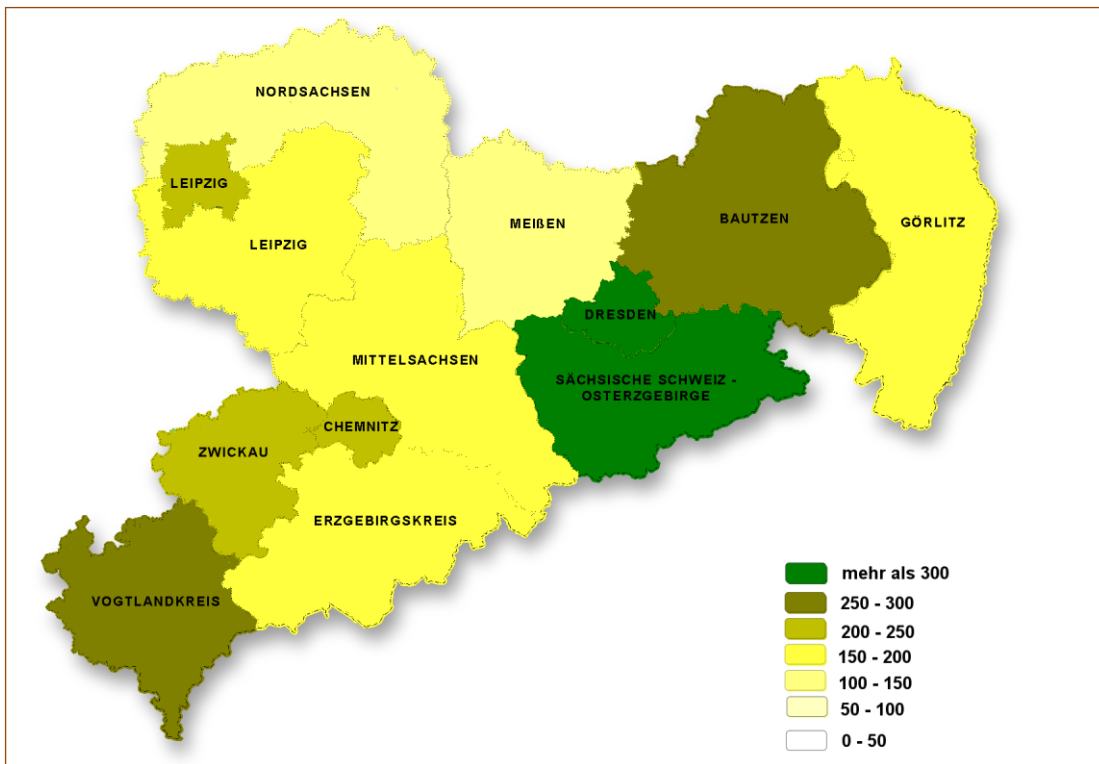 NORDSACHSEN
LEIPZIG
LEIPZIG
MEIßEN
BAUTZEN
GÖRLITZ
DRESDEN
MITTELSACHSEN
SÄCHSISCHE SCHWEIZ -
OSTERZGEBIRGE
CHEMNITZ
ZWICKAU
ERZGEBIRGSKREIS
VOGTLANDKREIS
mehr als 300
250 - 300
200 - 250
150 - 200
100 - 150
50 - 100
0 - 50